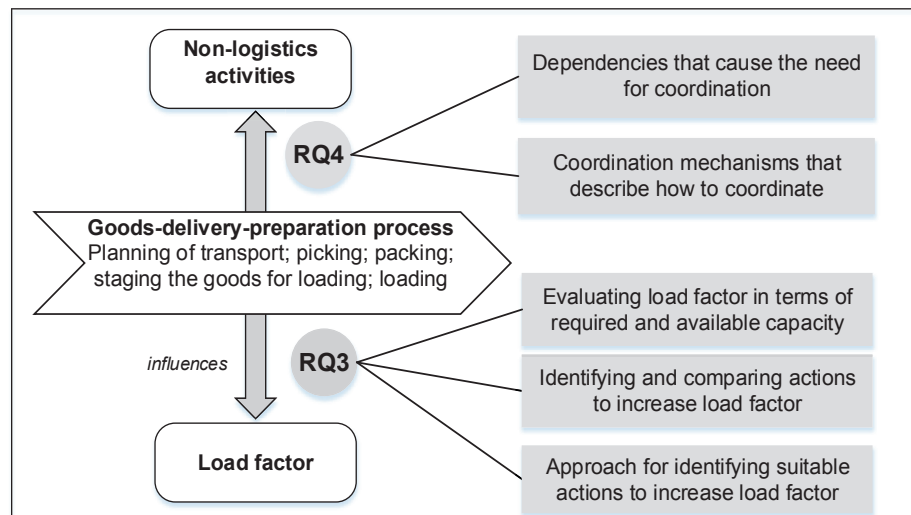 Non-logistics
activities
Dependencies that cause the need
for coordination
RQ4
Coordination mechanisms that
describe how to coordinate
Goods-delivery-preparation process
Planning of transport; picking; packing;
staging the goods for loading; loading
Evaluating load factor in terms of
required and available capacity
influences
RQ3
Identifying and comparing actions
to increase load factor
Load factor
Approach for identifying suitable
actions to increase load factor